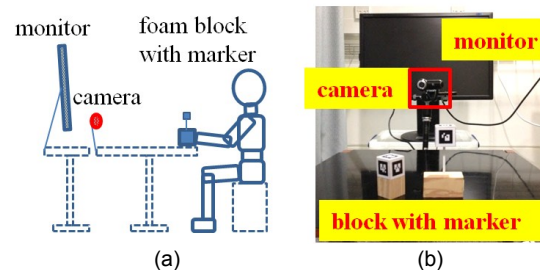 monitor
foam block
with marker
camera
(a)
monitor
camera
block with marker
(b)